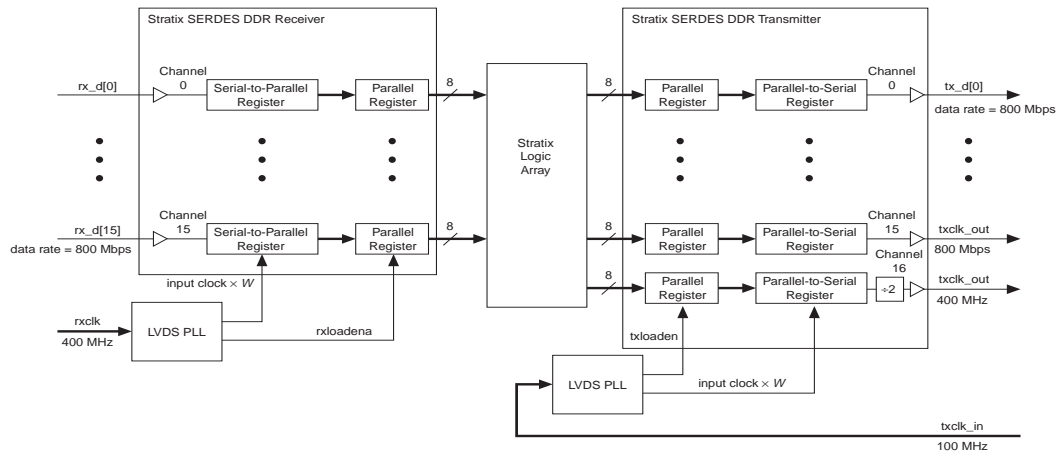 Stratix SERDES DDR Receiver
Stratix SERDES DDR Transmitter
rx_d[0]
Channel
0
Serial-to-Parallel
Register
Parallel
Register
8
8
Parallel
Register
Parallel-to-Serial
Register
Channel
0
tx_d[0]
data rate = 800 Mbps
Stratix
Logic
Array
rx_d[15]
data rate = 800 Mbps
Channel
15
Serial-to-Parallel
Register
Parallel
Register
8
8
Parallel
Register
Parallel-to-Serial
Register
Channel
15
txclk_out
800 Mbps
8
Parallel
Register
Parallel-to-Serial
Register
Channel
16
÷2
txclk_out
400 MHz
input clock × W
rxclk
400 MHz
LVDS PLL
rxloadena
txloaden
LVDS PLL
input clock × W
txclk_in
100 MHz